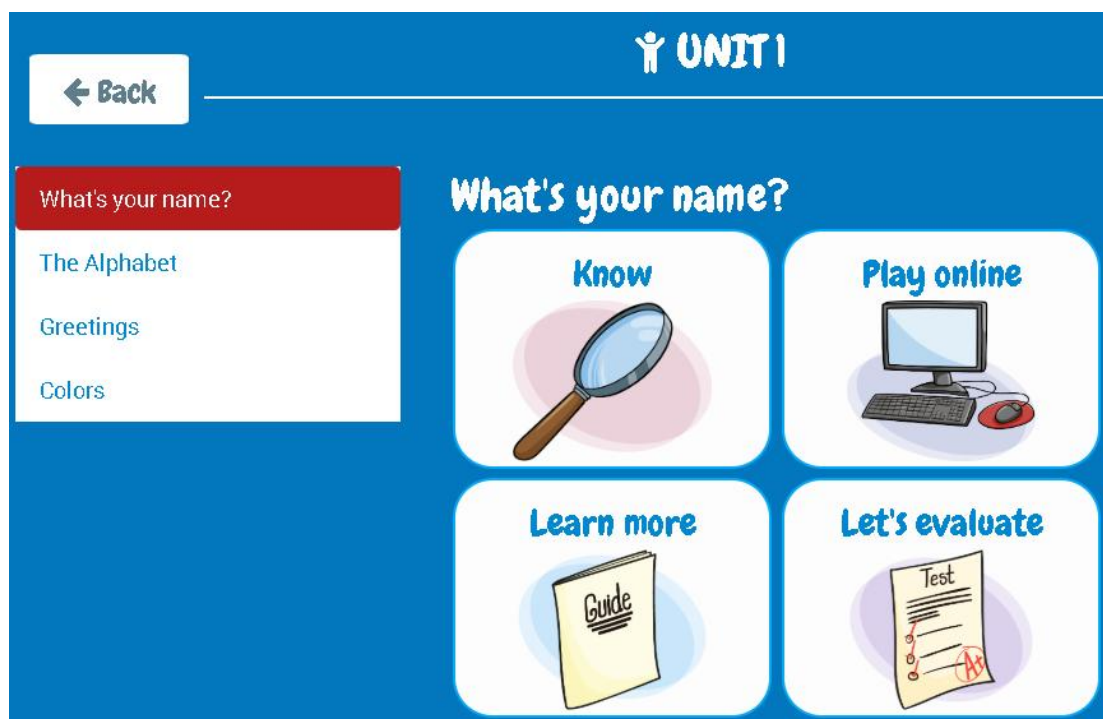 UNIT 1
Back
What's your name?
The Alphabet
Greetings
Colors
What's your name?
Know
Play online
Learn more
Guide
Let's evaluate
Test
A+